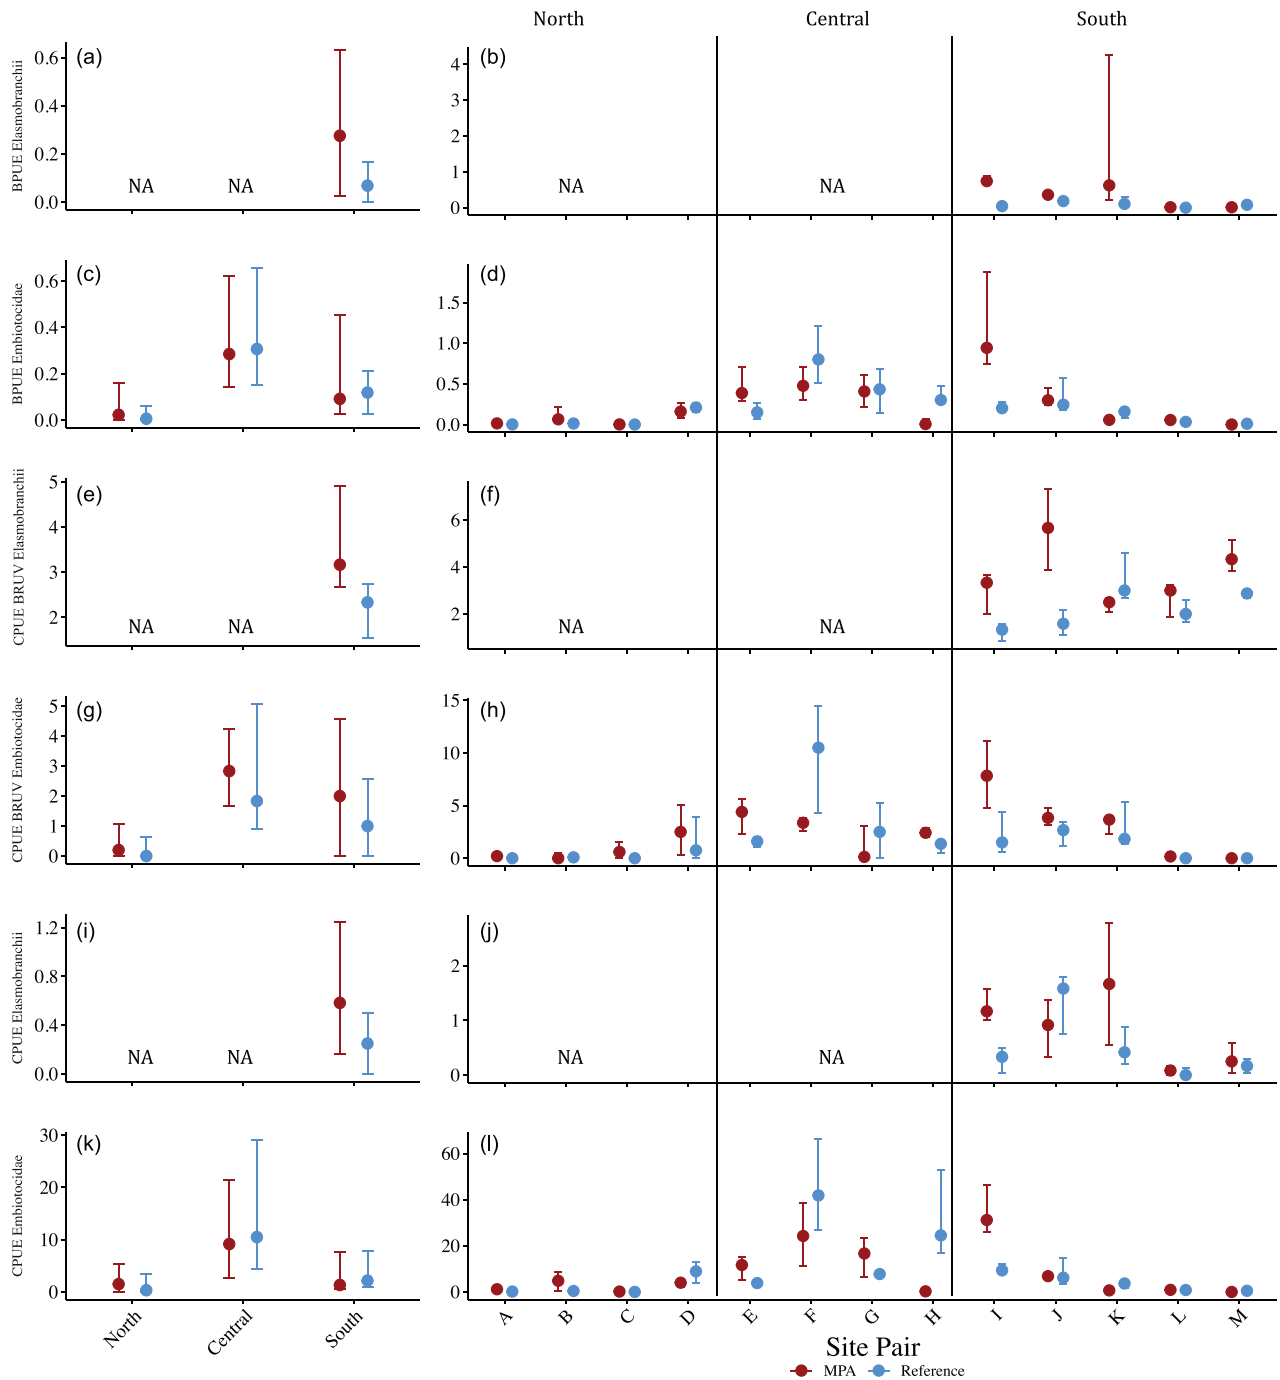 North Central South
BPUE Elasmobranchii
(a)
0.6
0.4
0.2
0.0
NA NA
(b)
4
3
2
1
0
NA NA
BPUE Embiotocidae
(c)
0.6
0.4
0.2
0.0
(d)
1.5
1.0
0.5
0.0
CPUE BRUV Elasmobranchii
(e)
5
4
3
2
NA NA
(f)
6
4
2
NA NA
CPUE BRUV Embiotocidae
(g)
5
4
3
2
1
0
(h)
15
10
5
0
CPUE Elasmobranchii
(i)
1.2
0.8
0.4
0.0
NA NA
(j)
2
1
0
NA NA
CPUE Embiotocidae
(k)
30
20
10
0
(l)
60
40
20
0
North Central South
A B C D E F G H I J K L M
Site Pair
MPA Reference